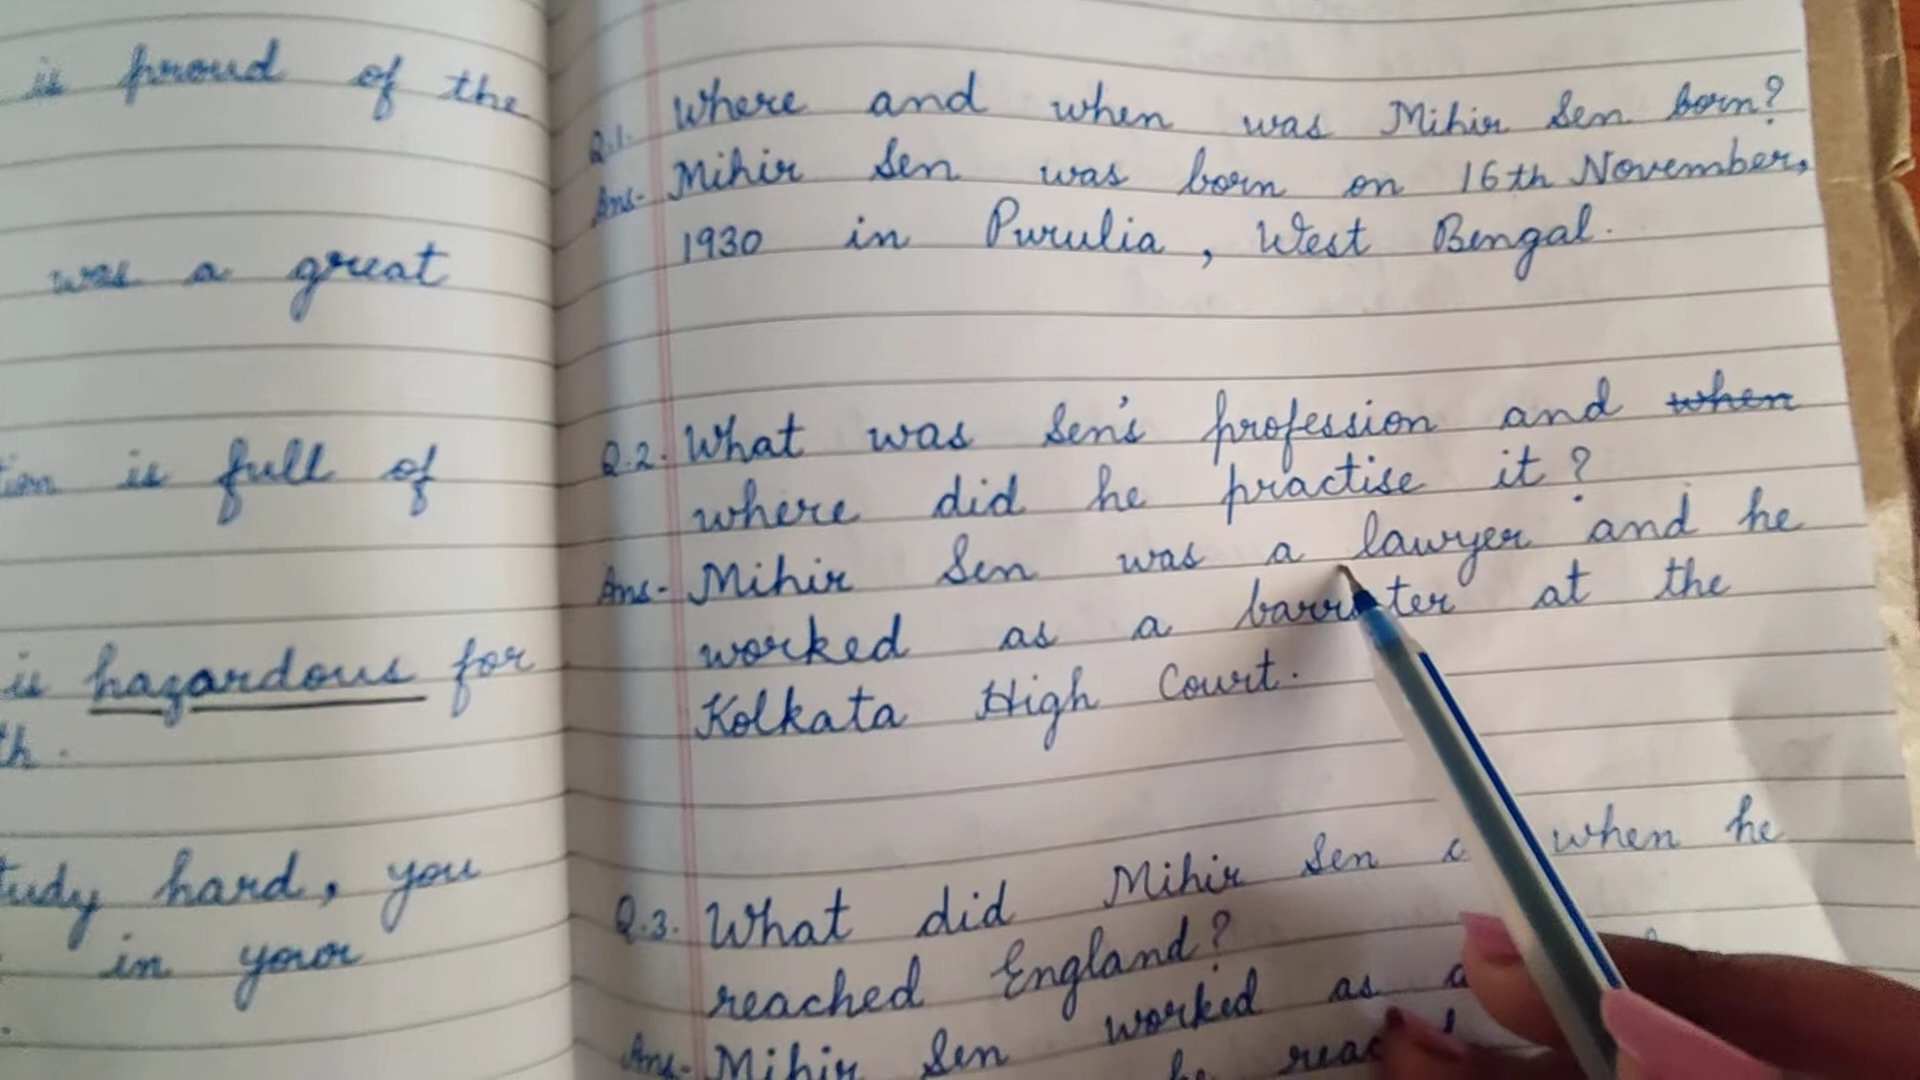 is proud of the
was a great
is full of
is hazardous for
hard, you
in your
Q.1. Where and when was Mihir Sen born?
Ans- Mihir Sen was born on 16th November,
1930 in Purulia, West Bengal.
Q.2. What was Sen's profession and when
where did he practise it?
Ans- Mihir Sen was a lawyer and he
worked as a at the
Kolkata High Court.
Q.3. What did Mihir Sen when he
reached England?
Ans- Mihir Sen worked as